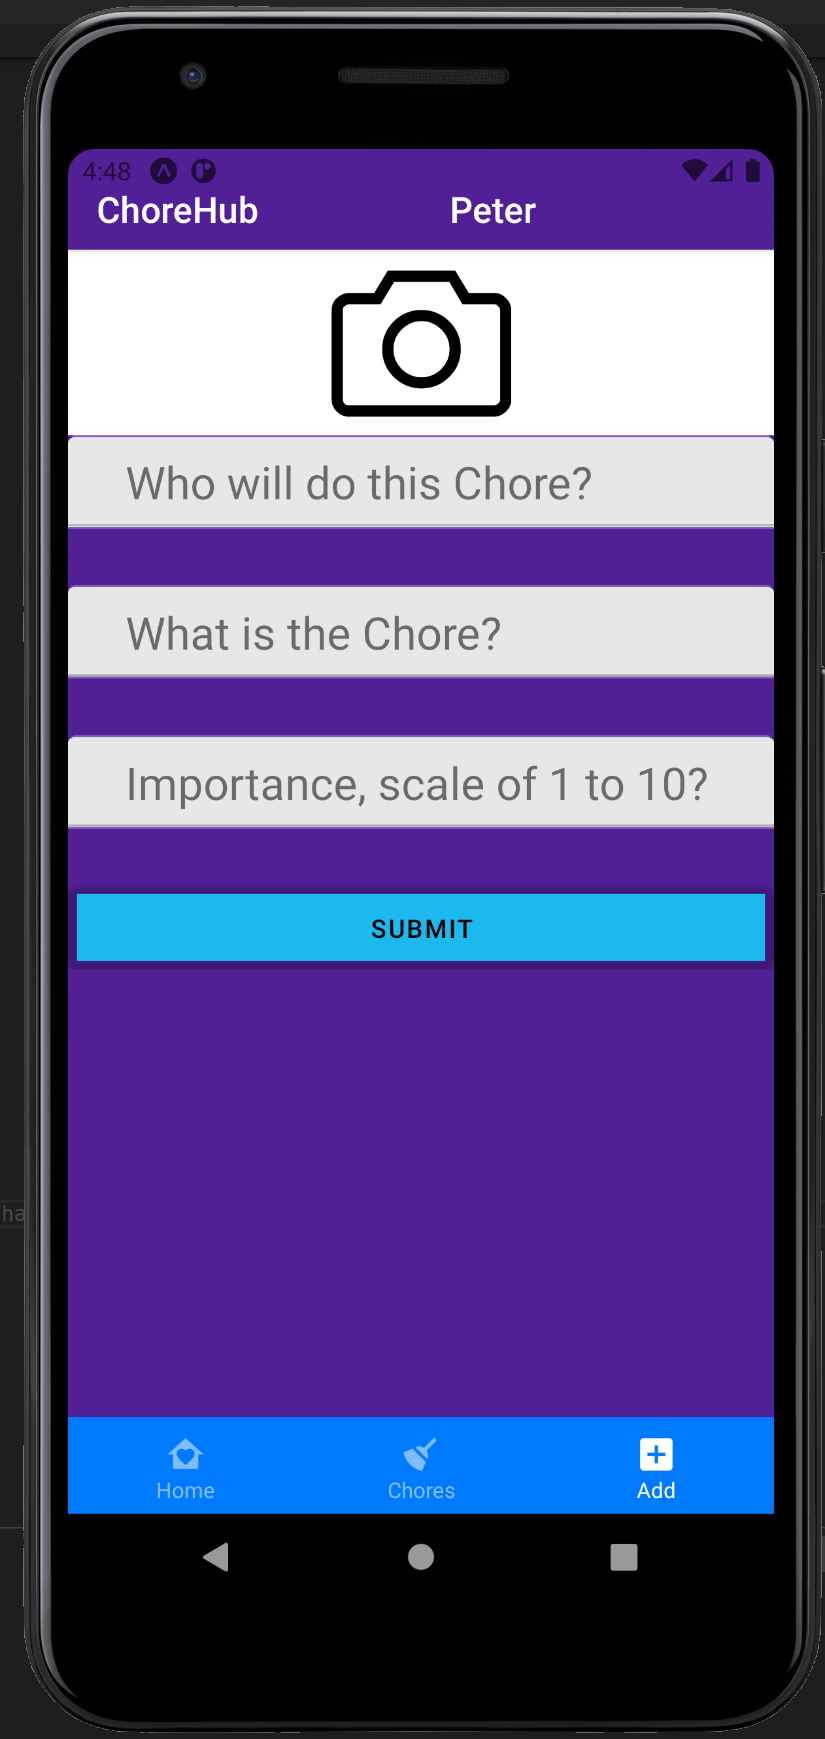 4:48
ChoreHub Peter
Who will do this Chore?
What is the Chore?
Importance, scale of 1 to 10?
SUBMIT
ha
Home Chores Add